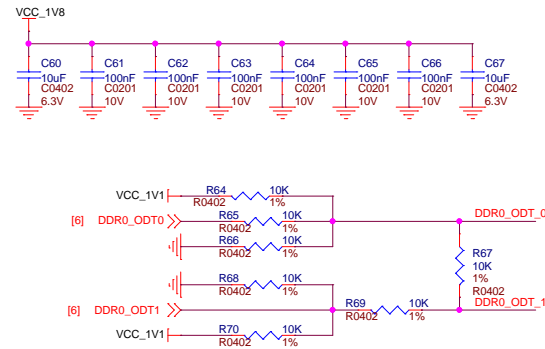 VCC_1V8
C60 C61 C62 C63 C64 C65 C66 C67
10uF 100nF 100nF 100nF 100nF 100nF 100nF 10uF
C0402 C0201 C0201 C0201 C0201 C0201 C0201 C0402
6.3V 10V 10V 10V 10V 10V 10V 6.3V
VCC_1V1 R64 10K
R0402 1%
[6] DDR0_ODT0 R65 10K DDR0_ODT_0
R0402 1%
R66 10K
R0402 1%
R67
10K
1%
R0402
R68 10K
R0402 1%
[6] DDR0_ODT1 R69 10K DDR0_ODT_1
R0402 1%
VCC_1V1 R70 10K
R0402 1%